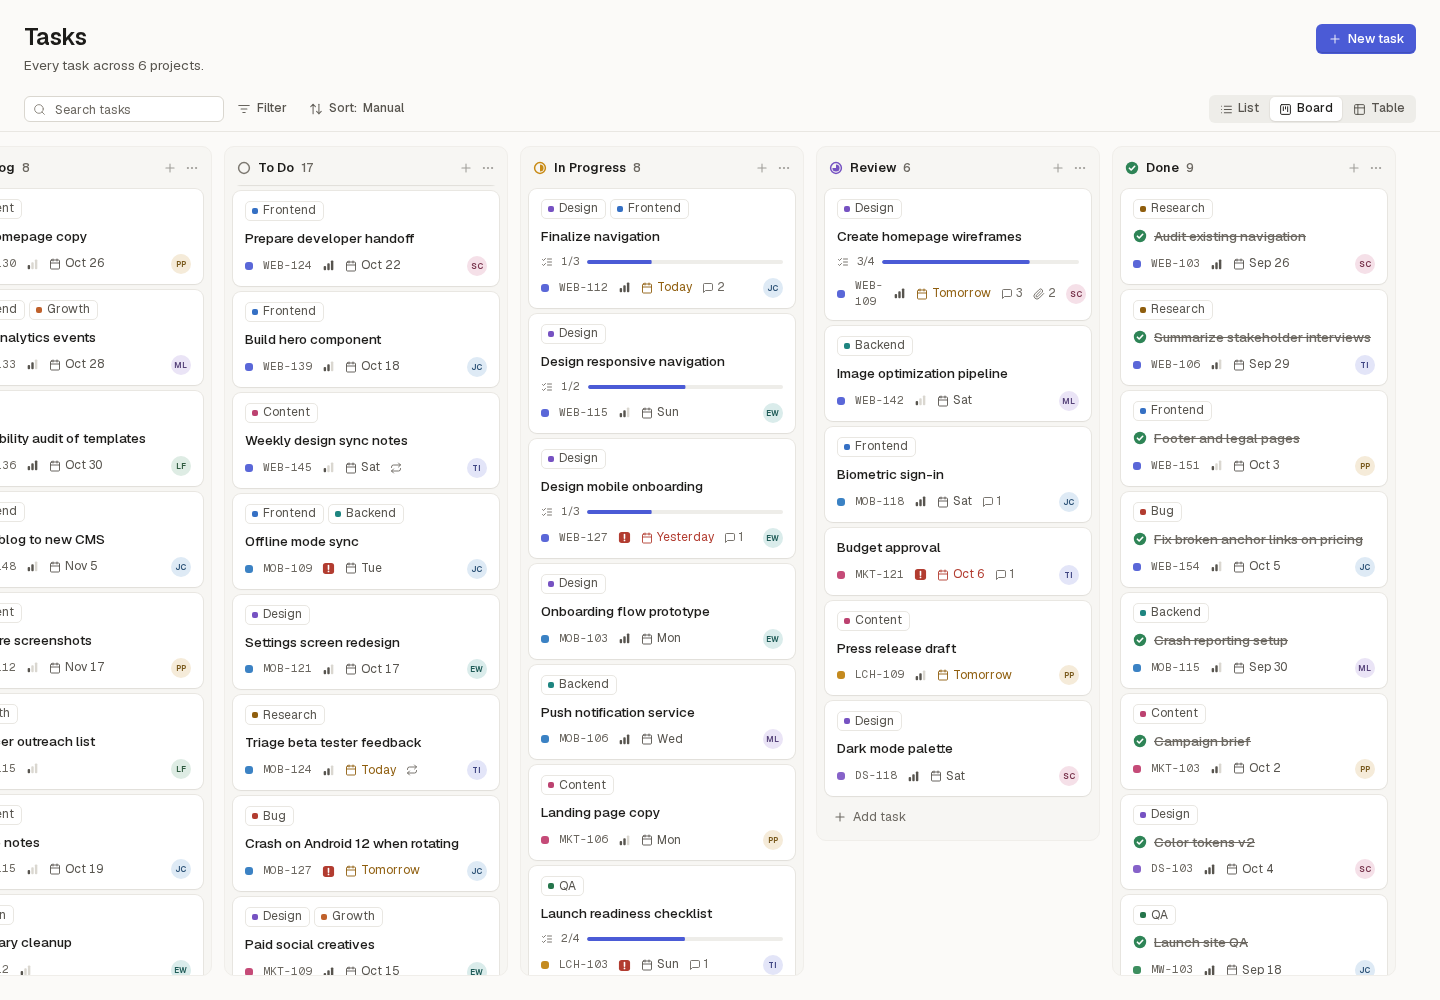 Tasks
Every task across 6 projects.
New task
Search tasks
Filter
Sort: Manual
List
Board
Table
og 8
ent
omepage copy
130
Oct 26
PP
end
Growth
nalytics events
133
Oct 28
ML
bility audit of templates
136
Oct 30
LF
end
blog to new CMS
148
Nov 5
JC
ent
re screenshots
112
Nov 17
PP
th
er outreach list
115
LF
ent
notes
115
Oct 19
JC
n
ary cleanup
12
EW
To Do 17
Frontend
Prepare developer handoff
WEB-124
Oct 22
SC
Frontend
Build hero component
WEB-139
Oct 18
JC
Content
Weekly design sync notes
WEB-145
Sat
TI
Frontend
Backend
Offline mode sync
MOB-109
Tue
JC
Design
Settings screen redesign
MOB-121
Oct 17
EW
Research
Triage beta tester feedback
MOB-124
Today
TI
Bug
Crash on Android 12 when rotating
MOB-127
Tomorrow
JC
Design
Growth
Paid social creatives
MKT-109
Oct 15
EW
In Progress 8
Design
Frontend
Finalize navigation
1/3
WEB-112
Today
2
JC
Design
Design responsive navigation
1/2
WEB-115
Sun
EW
Design
Design mobile onboarding
1/3
WEB-127
Yesterday
1
EW
Design
Onboarding flow prototype
MOB-103
Mon
EW
Backend
Push notification service
MOB-106
Wed
ML
Content
Landing page copy
MKT-106
Mon
PP
QA
Launch readiness checklist
2/4
LCH-103
Sun
1
TI
Review 6
Design
Create homepage wireframes
3/4
WEB-
109
Tomorrow
3
2
SC
Backend
Image optimization pipeline
WEB-142
Sat
ML
Frontend
Biometric sign-in
MOB-118
Sat
1
JC
Budget approval
MKT-121
Oct 6
1
TI
Content
Press release draft
LCH-109
Tomorrow
PP
Design
Dark mode palette
DS-118
Sat
SC
Add task
Done 9
Research
Audit existing navigation
WEB-103
Sep 26
SC
Research
Summarize stakeholder interviews
WEB-106
Sep 29
TI
Frontend
Footer and legal pages
WEB-151
Oct 3
PP
Bug
Fix broken anchor links on pricing
WEB-154
Oct 5
JC
Backend
Crash reporting setup
MOB-115
Sep 30
ML
Content
Campaign brief
MKT-103
Oct 2
PP
Design
Color tokens v2
DS-103
Oct 4
SC
QA
Launch site QA
MW-103
Sep 18
JC